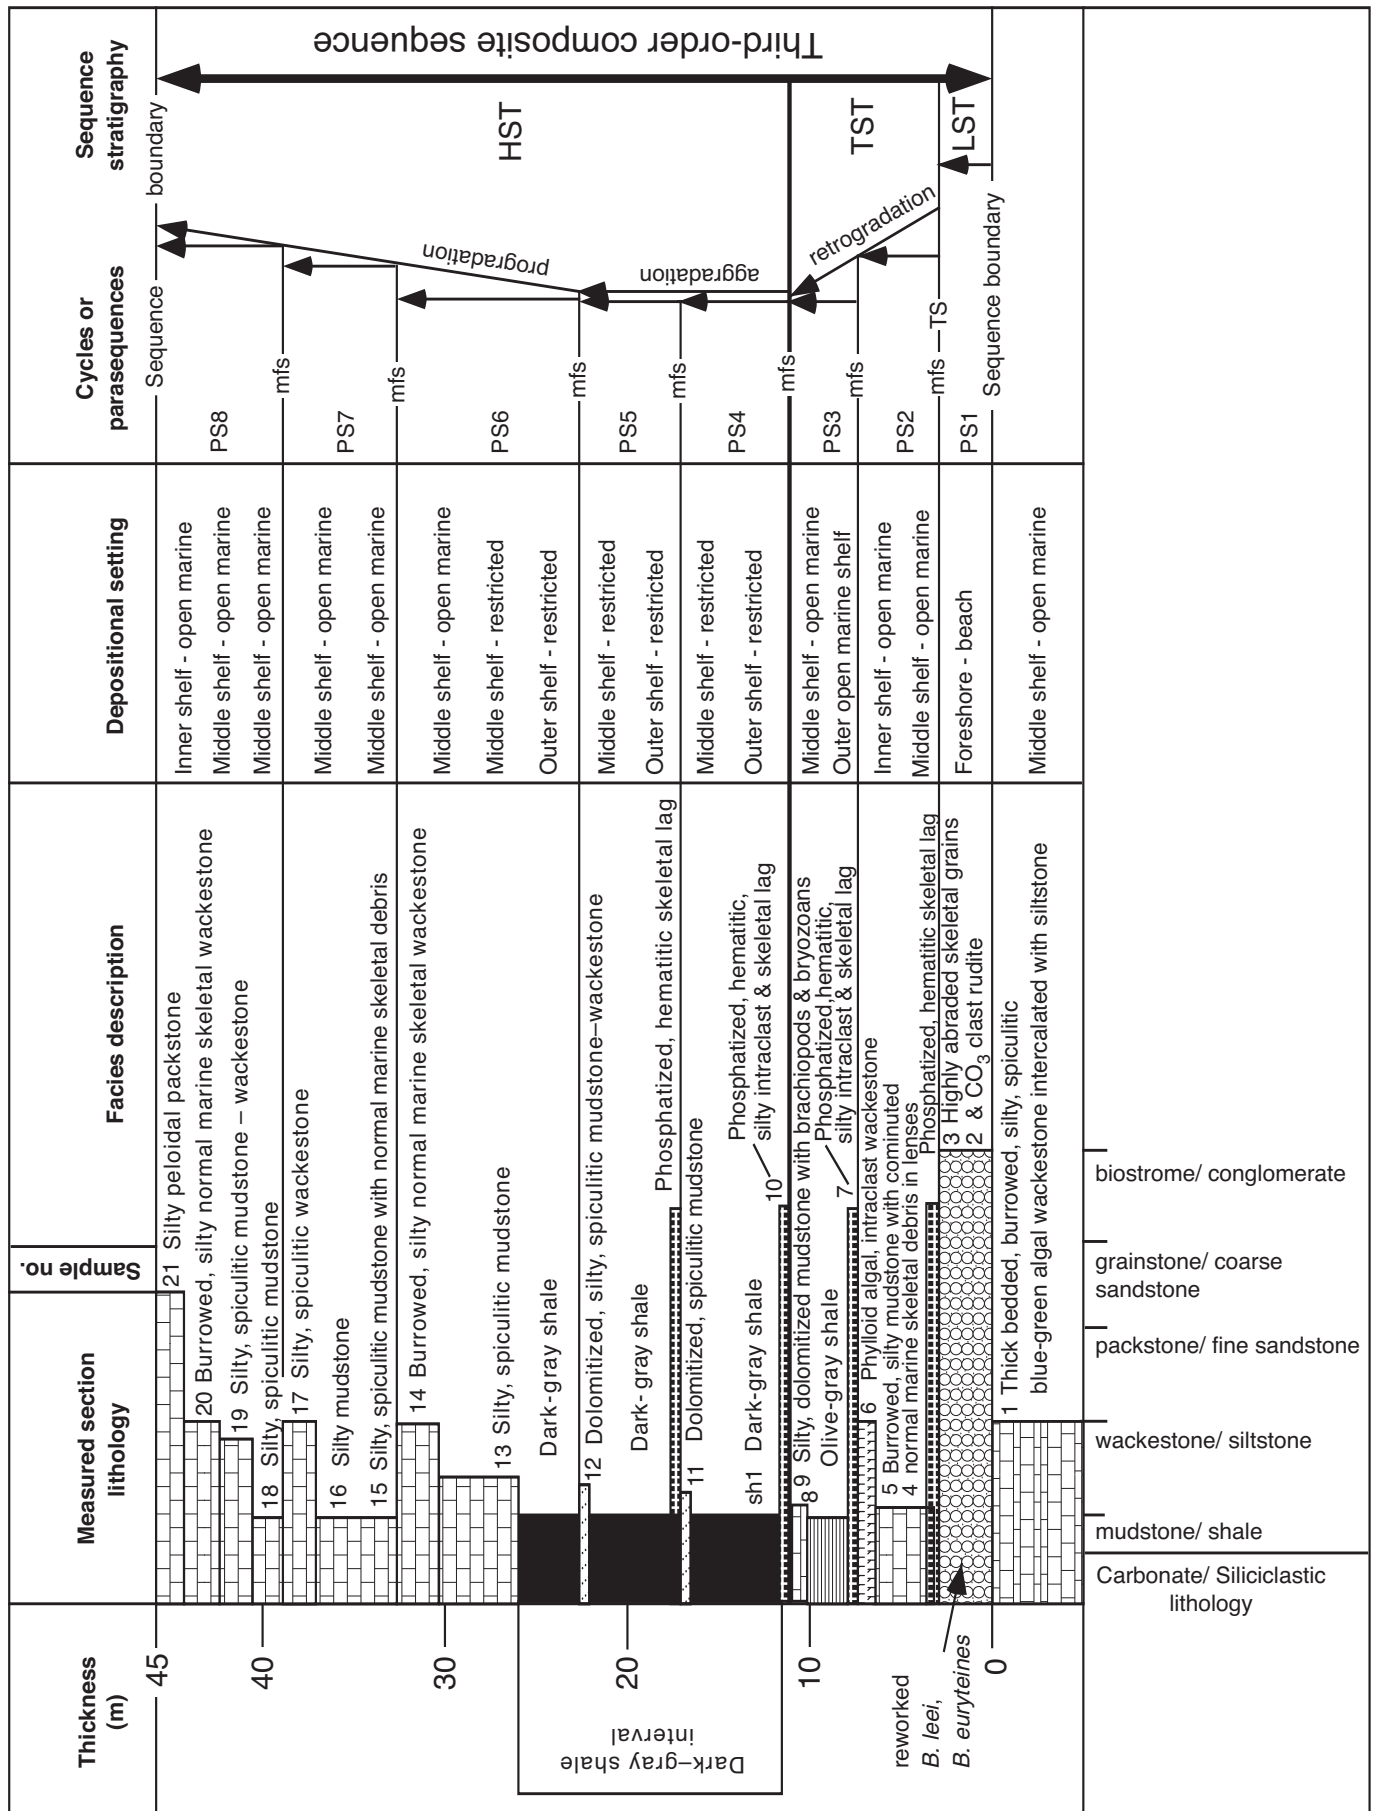 Thickness
(m)
Measured section
lithology
Sample no.
Facies description
Depositional setting
Cycles or
parasequences
Sequence
stratigraphy
45
40
30
20
10
0
Dark–gray shale
interval
reworked
B. leei,
B. euryteines
21 Silty peloidal packstone
20 Burrowed, silty normal marine skeletal wackestone
19 Silty, spiculitic mudstone – wackestone
18 Silty, spiculitic mudstone
17 Silty, spiculitic wackestone
16 Silty mudstone
15 Silty, spiculitic mudstone with normal marine skeletal debris
14 Burrowed, silty normal marine skeletal wackestone
13 Silty, spiculitic mudstone
Dark-gray shale
12 Dolomitized, silty, spiculitic mudstone–wackestone
Dark- gray shale
Phosphatized, hematitic skeletal lag
11 Dolomitized, spiculitic mudstone
sh1 Dark-gray shale
10
Phosphatized, hematitic,
silty intraclast & skeletal lag
9 Silty, dolomitized mudstone with brachiopods & bryozoans
8
Olive-gray shale
7
Phosphatized,hematitic,
silty intraclast & skeletal lag
6 Phylloid algal, intraclast wackestone
5 Burrowed, silty mudstone with cominuted
4 normal marine skeletal debris in lenses
Phosphatized, hematitic skeletal lag
3 Highly abraded skeletal grains
2 & CO3 clast rudite
1 Thick bedded, burrowed, silty, spiculitic
blue-green algal wackestone intercalated with siltstone
Inner shelf - open marine
Middle shelf - open marine
Middle shelf - open marine
Middle shelf - open marine
Middle shelf - open marine
Middle shelf - open marine
Middle shelf - restricted
Outer shelf - restricted
Middle shelf - restricted
Outer shelf - restricted
Middle shelf - restricted
Outer shelf - restricted
Middle shelf - open marine
Outer open marine shelf
Inner shelf - open marine
Middle shelf - open marine
Foreshore - beach
Middle shelf - open marine
Sequence boundary
PS8
mfs
PS7
mfs
PS6
mfs
PS5
mfs
PS4
mfs
PS3
mfs
PS2
mfs TS
PS1
Sequence boundary
progradation
aggradation
retrogradation
HST
TST
LST
Third-order composite sequence
biostrome/ conglomerate
grainstone/ coarse
sandstone
packstone/ fine sandstone
wackestone/ siltstone
mudstone/ shale
Carbonate/ Siliciclastic
lithology